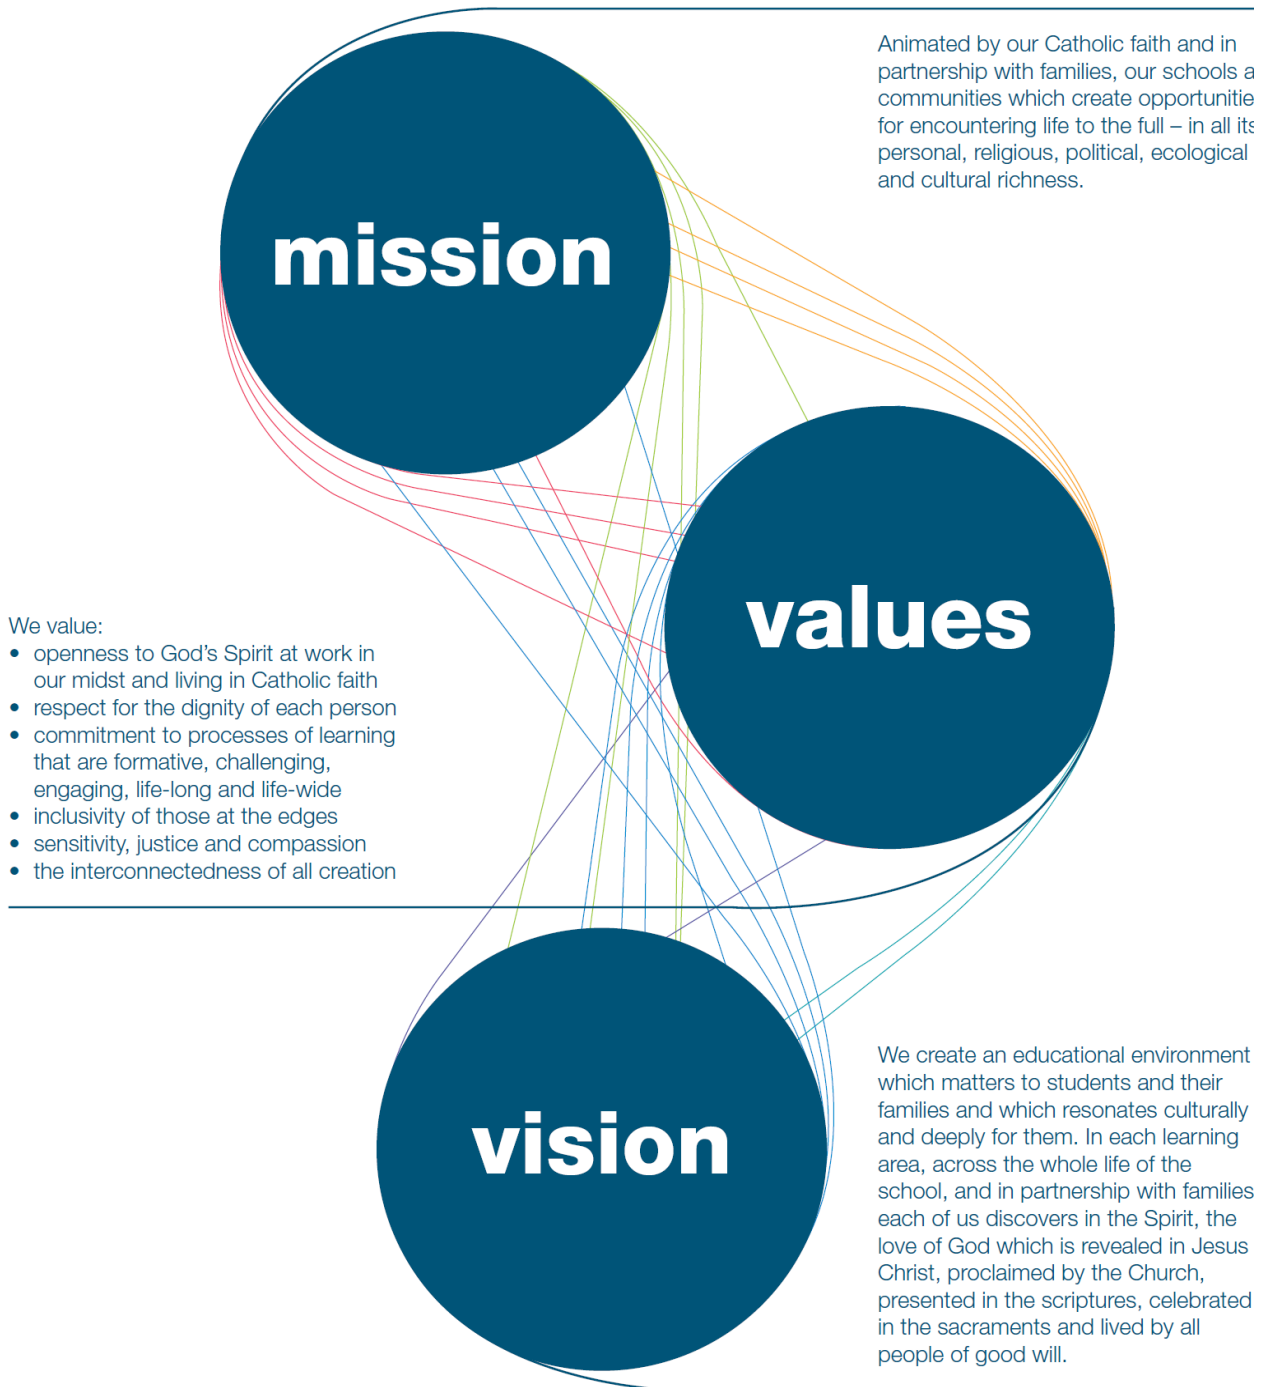 mission
Animated by our Catholic faith and in
partnership with families, our schools a
communities which create opportunitie
for encountering life to the full – in all its
personal, religious, political, ecological
and cultural richness.
values
We value:
• openness to God’s Spirit at work in
our midst and living in Catholic faith
• respect for the dignity of each person
• commitment to processes of learning
that are formative, challenging,
engaging, life-long and life-wide
• inclusivity of those at the edges
• sensitivity, justice and compassion
• the interconnectedness of all creation
vision
We create an educational environment
which matters to students and their
families and which resonates culturally
and deeply for them. In each learning
area, across the whole life of the
school, and in partnership with families
each of us discovers in the Spirit, the
love of God which is revealed in Jesus
Christ, proclaimed by the Church,
presented in the scriptures, celebrated
in the sacraments and lived by all
people of good will.